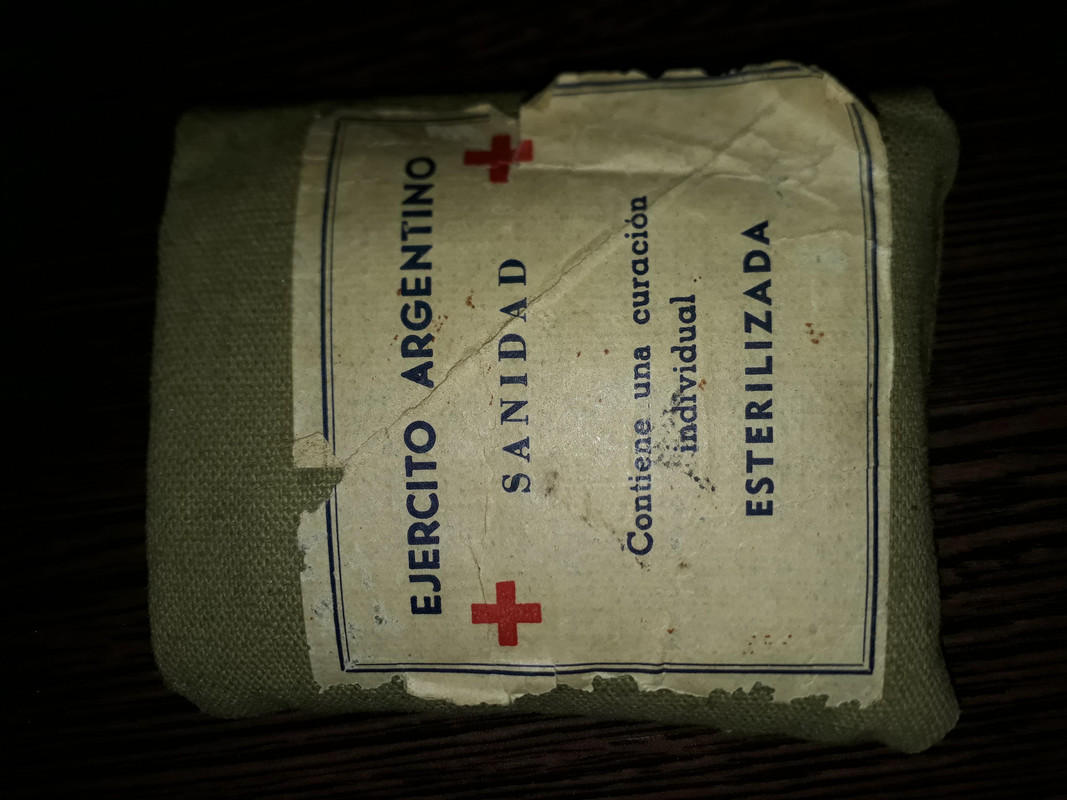 EJERCITO ARGENTINO
SANIDAD
Contiene una curación
individual
ESTERILIZADA